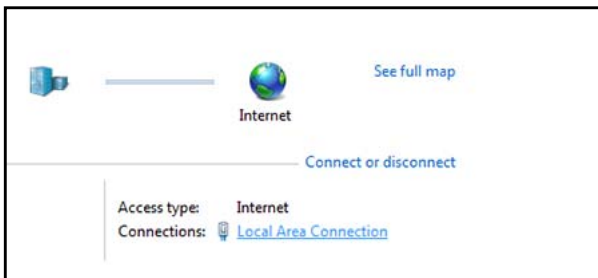 See full map
Internet
Connect or disconnect
Access type: Internet
Connections: Local Area Connection